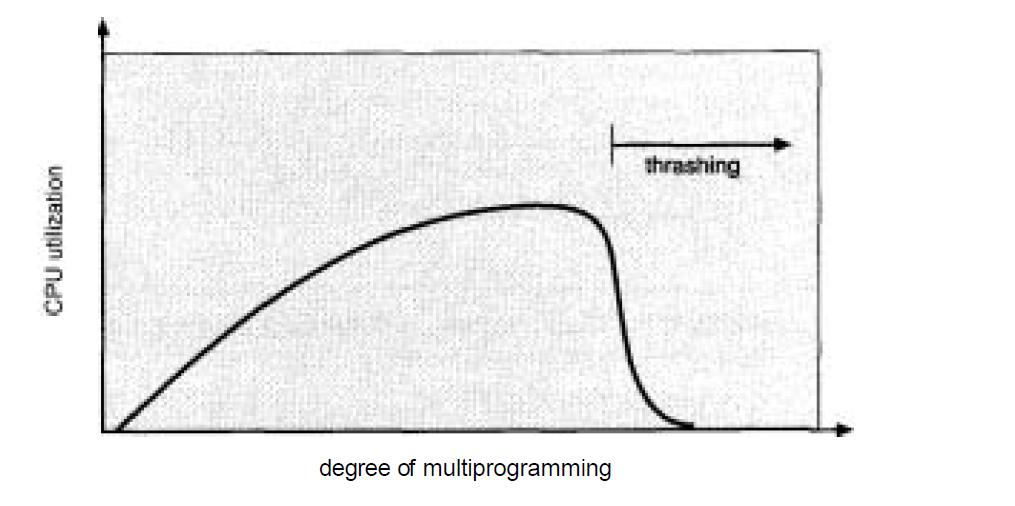 thrashing
CPU utilization
degree of multiprogramming